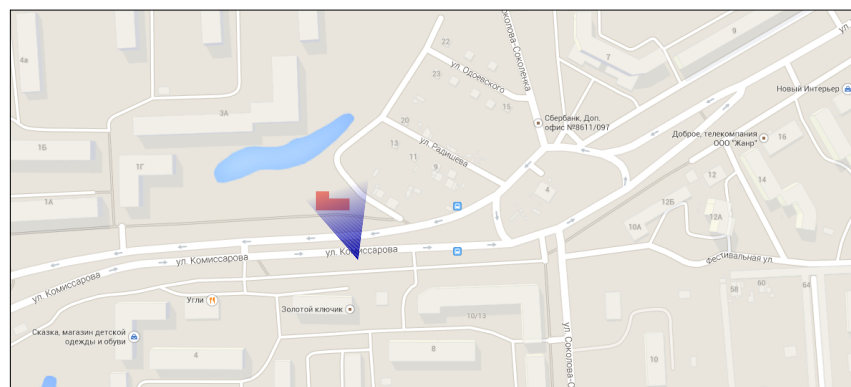 22
ул. Одоевского
23
15
20
ул. Радищева
13
11
9
4а
3А
1Б
1Г
1А
7
9
ул.
Соколова-Соколенка
Сбербанк, Доп.
офис №8611/097
Новый Интерьер
Доброе, телекомпания
ООО "Жанр"
16
14
12
12Б
12А
10А
4
Фестивальная ул.
58
60
64
ул. Комиссарова
ул. Комиссарова
ул. Комиссарова
Угли
Золотой ключик
Сказка, магазин детской
одежды и обуви
4
8
10/13
10
ул. Соколова-С